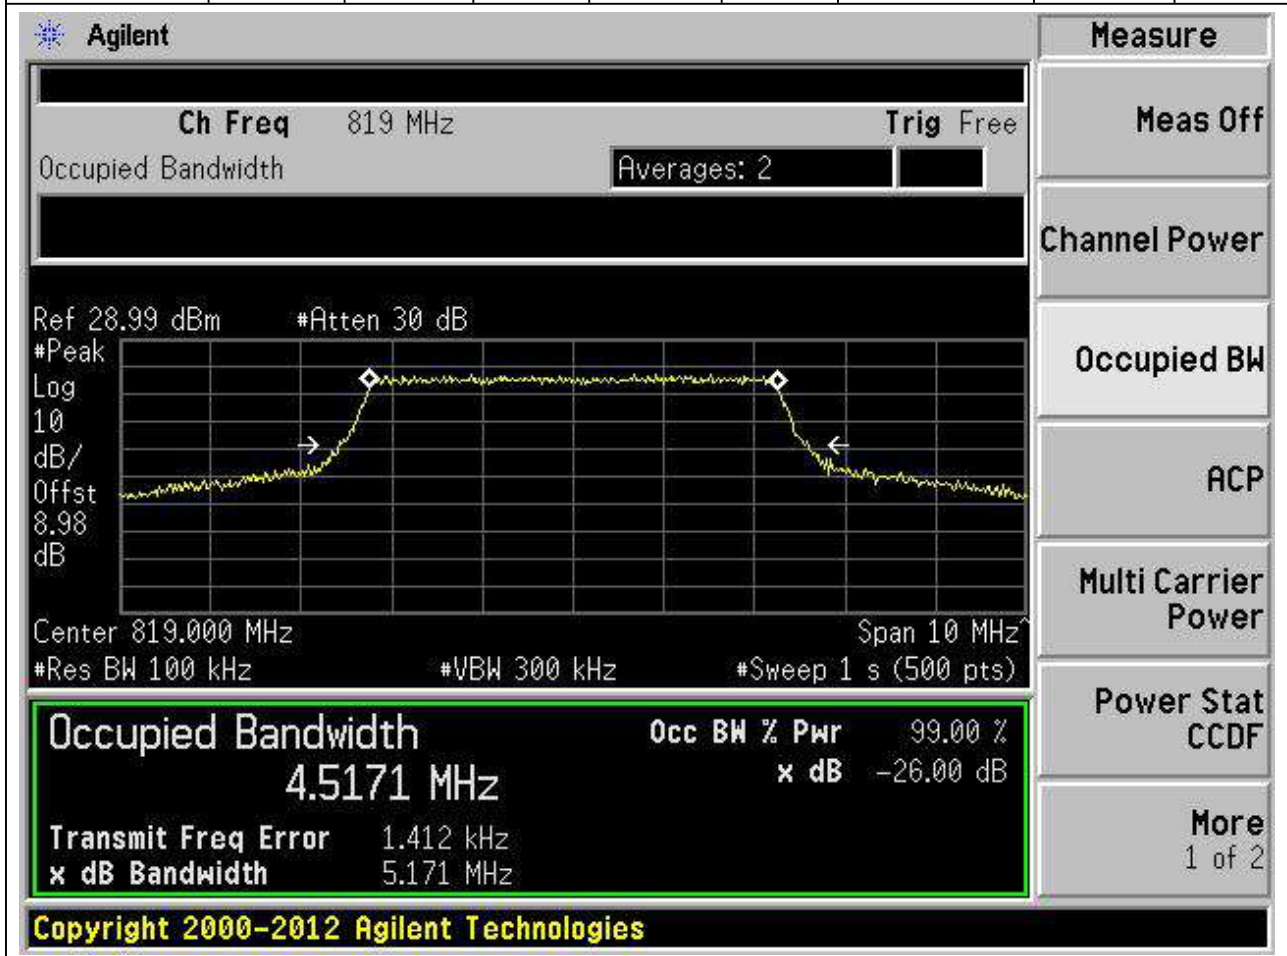 Agilent
Measure
Ch Freq 819 MHz Trig Free
Meas Off
Occupied Bandwidth Averages: 2
Channel Power
Ref 28.99 dBm #Atten 30 dB
#Peak
Log
10
dB/
Offst
8.98
dB
Occupied BW
ACP
Center 819.000 MHz Span 10 MHz^
#Res BW 100 kHz #VBW 300 kHz #Sweep 1 s (500 pts)
Multi Carrier
Power
Occupied Bandwidth Occ BW % Pwr 99.00 %
4.5171 MHz x dB -26.00 dB
Power Stat
CCDF
Transmit Freq Error 1.412 kHz
x dB Bandwidth 5.171 MHz
More
1 of 2
Copyright 2000-2012 Agilent Technologies